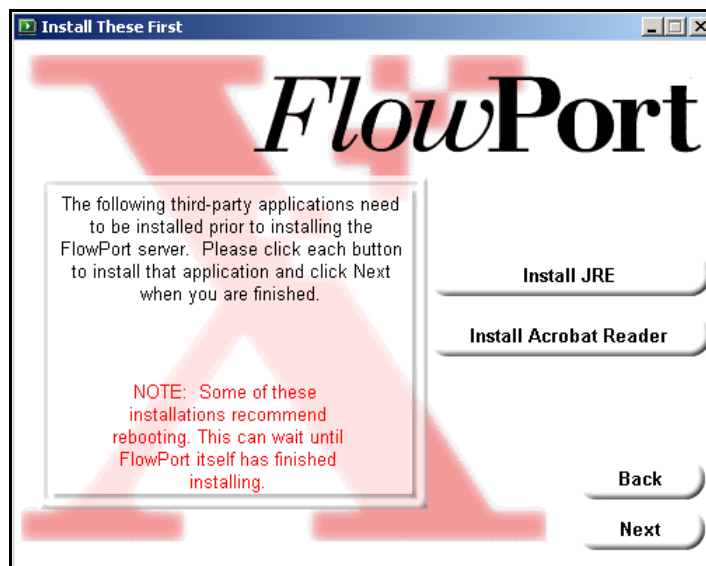 Install These First
FlowPort
The following third-party applications need
to be installed prior to installing the
FlowPort server.  Please click each button
to install that application and click Next
when you are finished.
NOTE:  Some of these
installations recommend
rebooting. This can wait until
FlowPort itself has finished
installing.
Install JRE
Install Acrobat Reader
Back
Next